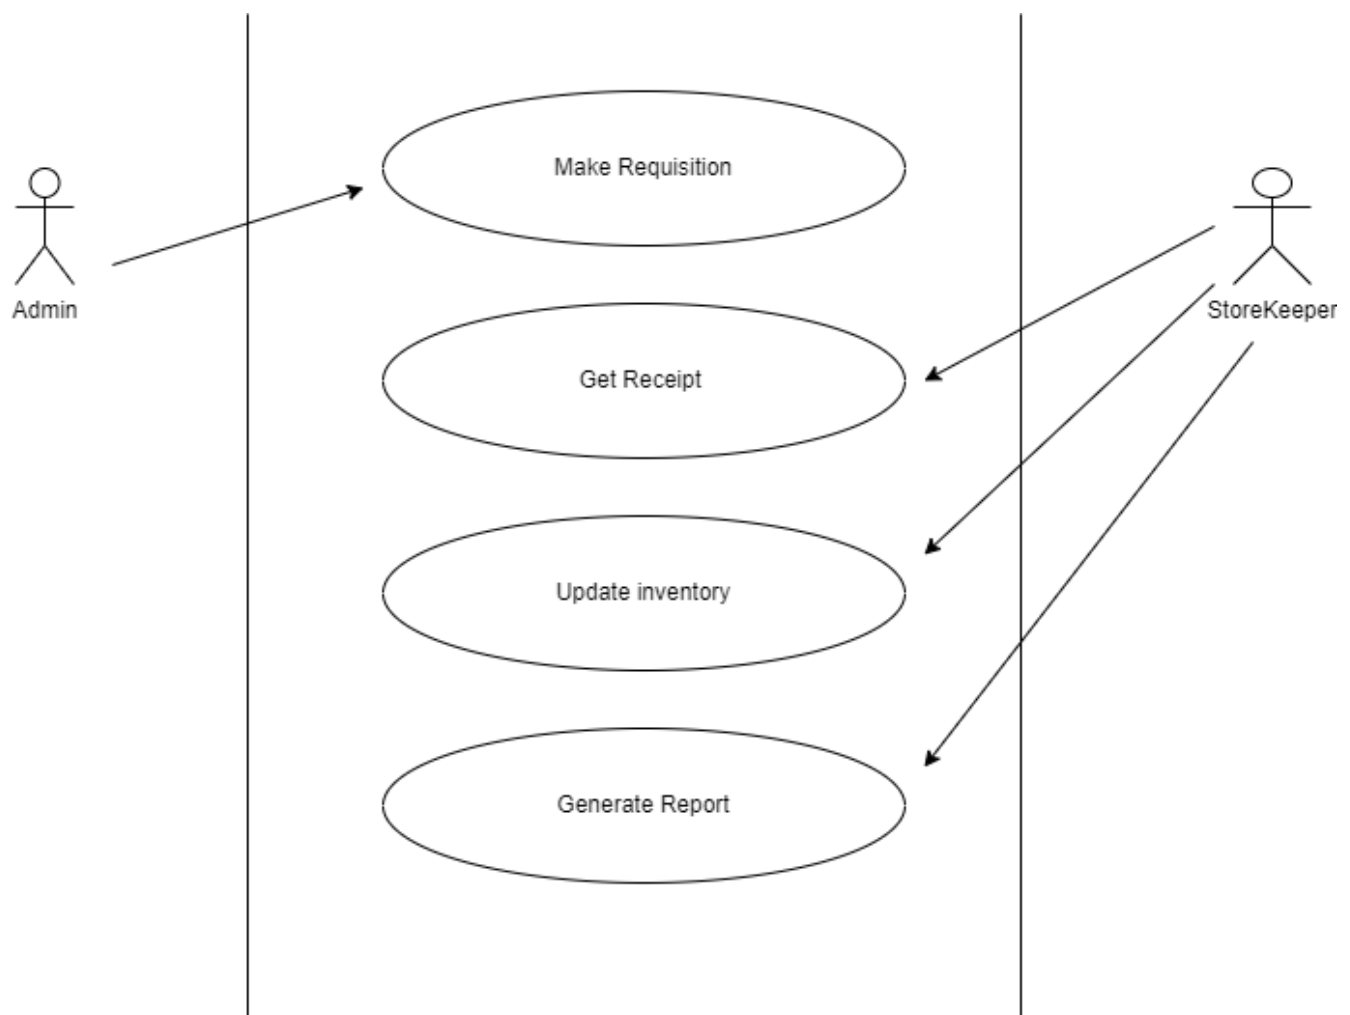 Make Requisition
Admin
StoreKeeper
Get Receipt
Update inventory
Generate Report